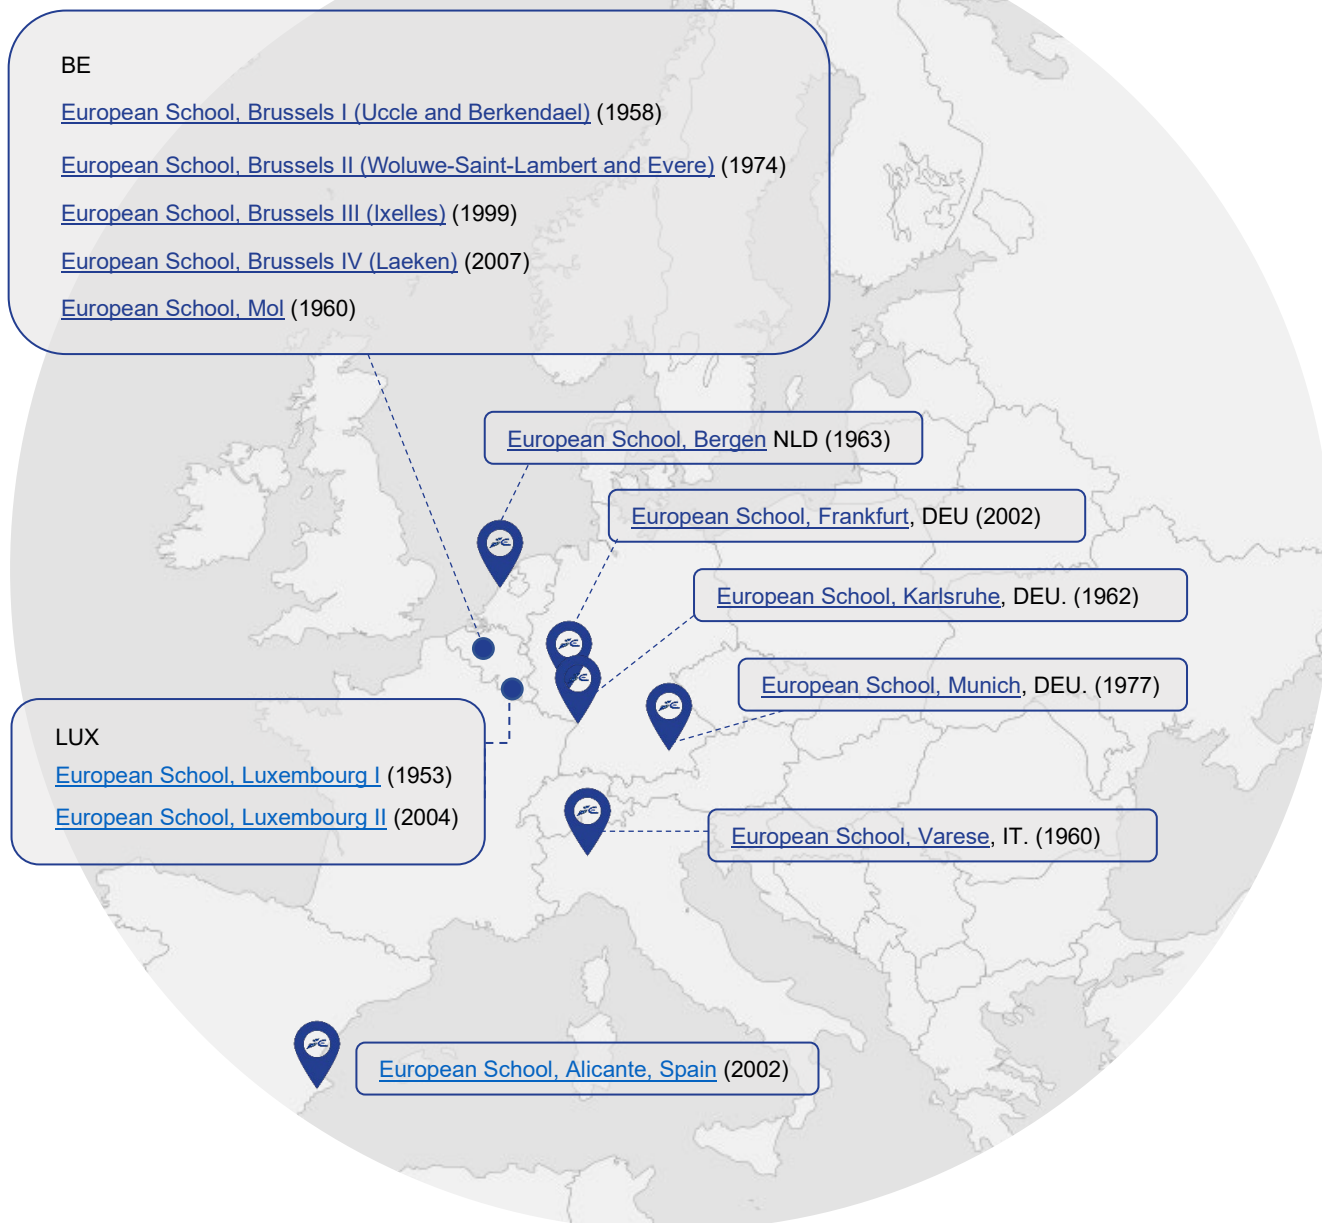 BE
European School, Brussels I (Uccle and Berkendael) (1958)
European School, Brussels II (Woluwe-Saint-Lambert and Evere) (1974)
European School, Brussels III (Ixelles) (1999)
European School, Brussels IV (Laeken) (2007)
European School, Mol (1960)
European School, Bergen NLD (1963)
European School, Frankfurt, DEU (2002)
European School, Karlsruhe, DEU. (1962)
European School, Munich, DEU. (1977)
LUX
European School, Luxembourg I (1953)
European School, Luxembourg II (2004)
European School, Varese, IT. (1960)
European School, Alicante, Spain (2002)